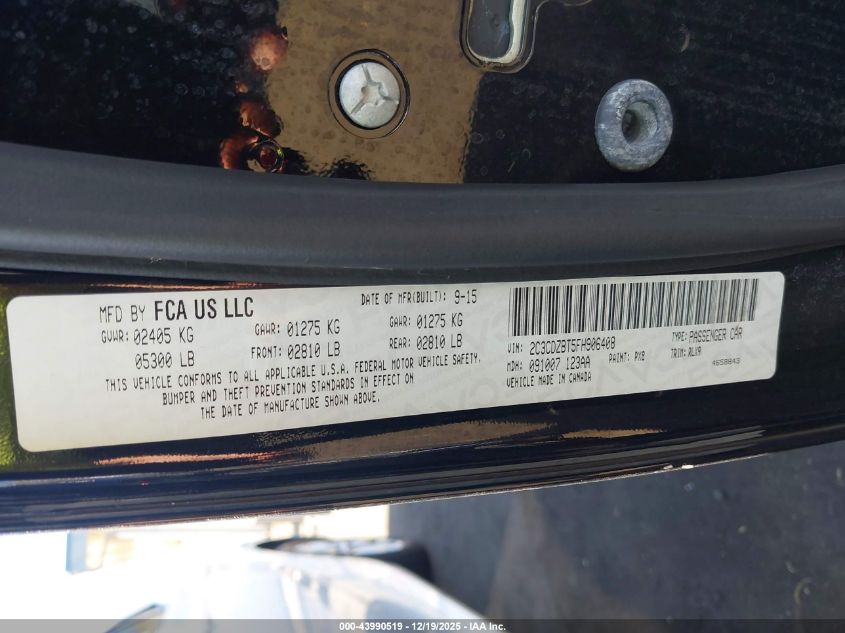 MFD BY FCA US LLC DATE OF MFR(BUILT): 9-15
GVWR: 02405 KG GAWR: 01275 KG GAWR: 01275 KG
05300 LB FRONT: 02810 LB REAR: 02810 LB
THIS VEHICLE CONFORMS TO ALL APPLICABLE U.S.A. FEDERAL MOTOR VEHICLE SAFETY,
BUMPER AND THEFT PREVENTION STANDARDS IN EFFECT ON
THE DATE OF MANUFACTURE SHOWN ABOVE.
VIN: 2C3CDZBT5FH906408 TYPE: PASSENGER CAR
MDH: 091007 123AA PAINT: PX8 TRIM: RLX9
VEHICLE MADE IN CANADA 4658843
000-43990519 - 12/19/2025 - IAA Inc.